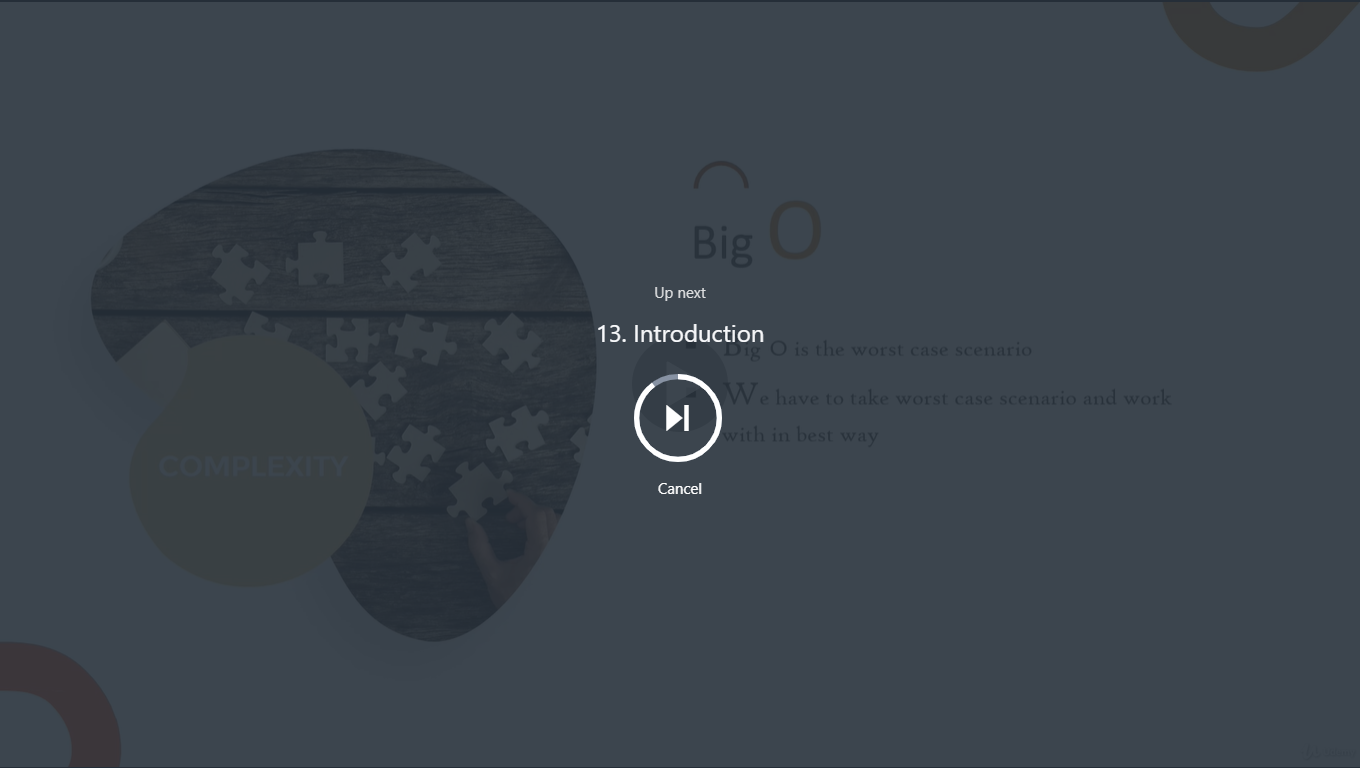 Big O
Up next
13. Introduction
Big O is the worst case scenario
We have to take worst case scenario and work
with in best way
COMPLEXITY
Cancel